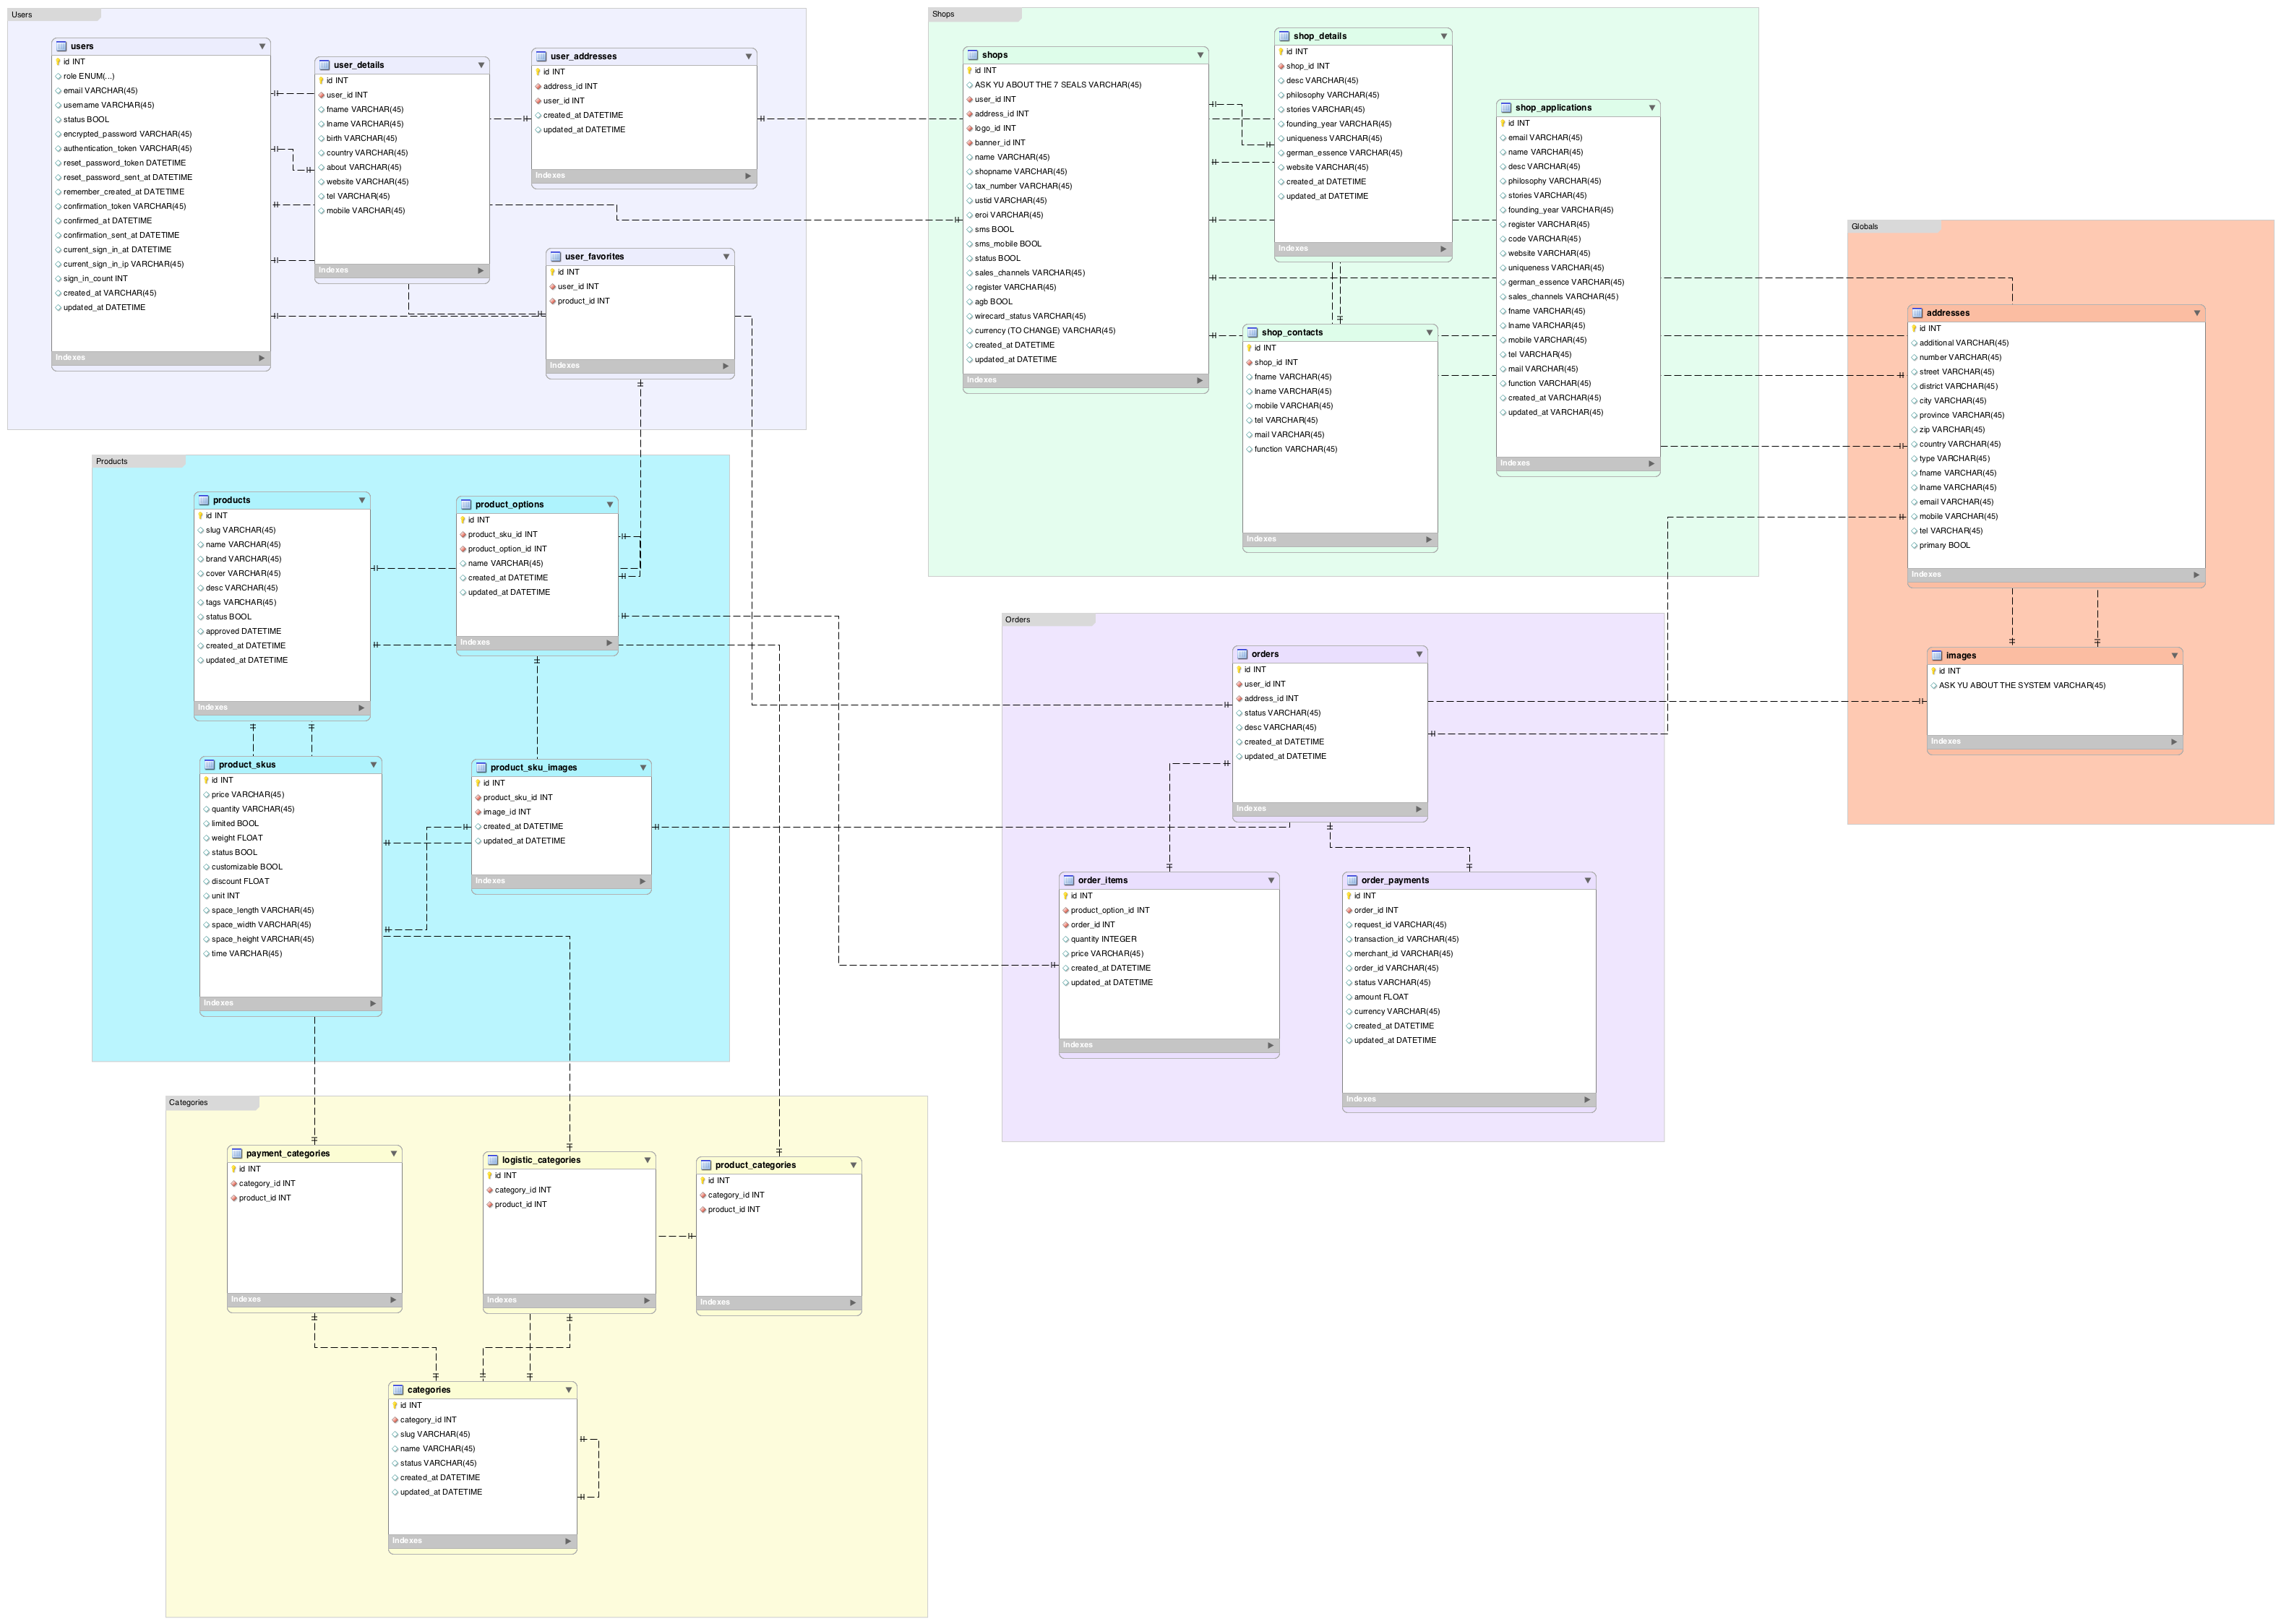 Users
users
id INT
role ENUM(...)
email VARCHAR(45)
username VARCHAR(45)
status BOOL
encrypted_password VARCHAR(45)
authentication_token VARCHAR(45)
reset_password_token DATETIME
reset_password_sent_at DATETIME
remember_created_at DATETIME
confirmation_token VARCHAR(45)
confirmed_at DATETIME
confirmation_sent_at DATETIME
current_sign_in_at DATETIME
current_sign_in_ip VARCHAR(45)
sign_in_count INT
created_at VARCHAR(45)
updated_at DATETIME
Indexes
user_details
id INT
user_id INT
fname VARCHAR(45)
lname VARCHAR(45)
birth VARCHAR(45)
country VARCHAR(45)
about VARCHAR(45)
website VARCHAR(45)
tel VARCHAR(45)
mobile VARCHAR(45)
Indexes
user_addresses
id INT
address_id INT
user_id INT
created_at DATETIME
updated_at DATETIME
Indexes
user_favorites
id INT
user_id INT
product_id INT
Indexes
Shops
shops
id INT
ASK YU ABOUT THE 7 SEALS VARCHAR(45)
user_id INT
address_id INT
logo_id INT
banner_id INT
name VARCHAR(45)
shopname VARCHAR(45)
tax_number VARCHAR(45)
ustid VARCHAR(45)
eroi VARCHAR(45)
sms BOOL
sms_mobile BOOL
status BOOL
sales_channels VARCHAR(45)
register VARCHAR(45)
agb BOOL
wirecard_status VARCHAR(45)
currency (TO CHANGE) VARCHAR(45)
created_at DATETIME
updated_at DATETIME
Indexes
shop_details
id INT
shop_id INT
desc VARCHAR(45)
philosophy VARCHAR(45)
stories VARCHAR(45)
founding_year VARCHAR(45)
uniqueness VARCHAR(45)
german_essence VARCHAR(45)
website VARCHAR(45)
created_at DATETIME
updated_at DATETIME
Indexes
shop_contacts
id INT
shop_id INT
fname VARCHAR(45)
lname VARCHAR(45)
mobile VARCHAR(45)
tel VARCHAR(45)
mail VARCHAR(45)
function VARCHAR(45)
Indexes
shop_applications
id INT
email VARCHAR(45)
name VARCHAR(45)
desc VARCHAR(45)
philosophy VARCHAR(45)
stories VARCHAR(45)
founding_year VARCHAR(45)
register VARCHAR(45)
code VARCHAR(45)
website VARCHAR(45)
uniqueness VARCHAR(45)
german_essence VARCHAR(45)
sales_channels VARCHAR(45)
fname VARCHAR(45)
lname VARCHAR(45)
mobile VARCHAR(45)
tel VARCHAR(45)
mail VARCHAR(45)
function VARCHAR(45)
created_at VARCHAR(45)
updated_at VARCHAR(45)
Indexes
Globals
addresses
id INT
additional VARCHAR(45)
number VARCHAR(45)
street VARCHAR(45)
district VARCHAR(45)
city VARCHAR(45)
province VARCHAR(45)
zip VARCHAR(45)
country VARCHAR(45)
type VARCHAR(45)
fname VARCHAR(45)
lname VARCHAR(45)
email VARCHAR(45)
mobile VARCHAR(45)
tel VARCHAR(45)
primary BOOL
Indexes
images
id INT
ASK YU ABOUT THE SYSTEM VARCHAR(45)
Indexes
Products
products
id INT
slug VARCHAR(45)
name VARCHAR(45)
brand VARCHAR(45)
cover VARCHAR(45)
desc VARCHAR(45)
tags VARCHAR(45)
status BOOL
approved DATETIME
created_at DATETIME
updated_at DATETIME
Indexes
product_options
id INT
product_sku_id INT
product_option_id INT
name VARCHAR(45)
created_at DATETIME
updated_at DATETIME
Indexes
product_skus
id INT
price VARCHAR(45)
quantity VARCHAR(45)
limited BOOL
weight FLOAT
status BOOL
customizable BOOL
discount FLOAT
unit INT
space_length VARCHAR(45)
space_width VARCHAR(45)
space_height VARCHAR(45)
time VARCHAR(45)
Indexes
product_sku_images
id INT
product_sku_id INT
image_id INT
created_at DATETIME
updated_at DATETIME
Indexes
Orders
orders
id INT
user_id INT
address_id INT
status VARCHAR(45)
desc VARCHAR(45)
created_at DATETIME
updated_at DATETIME
Indexes
order_items
id INT
product_option_id INT
order_id INT
quantity INTEGER
price VARCHAR(45)
created_at DATETIME
updated_at DATETIME
Indexes
order_payments
id INT
order_id INT
request_id VARCHAR(45)
transaction_id VARCHAR(45)
merchant_id VARCHAR(45)
order_id VARCHAR(45)
status VARCHAR(45)
amount FLOAT
currency VARCHAR(45)
created_at DATETIME
updated_at DATETIME
Indexes
Categories
payment_categories
id INT
category_id INT
product_id INT
Indexes
logistic_categories
id INT
category_id INT
product_id INT
Indexes
product_categories
id INT
category_id INT
product_id INT
Indexes
categories
id INT
category_id INT
slug VARCHAR(45)
name VARCHAR(45)
status VARCHAR(45)
created_at DATETIME
updated_at DATETIME
Indexes